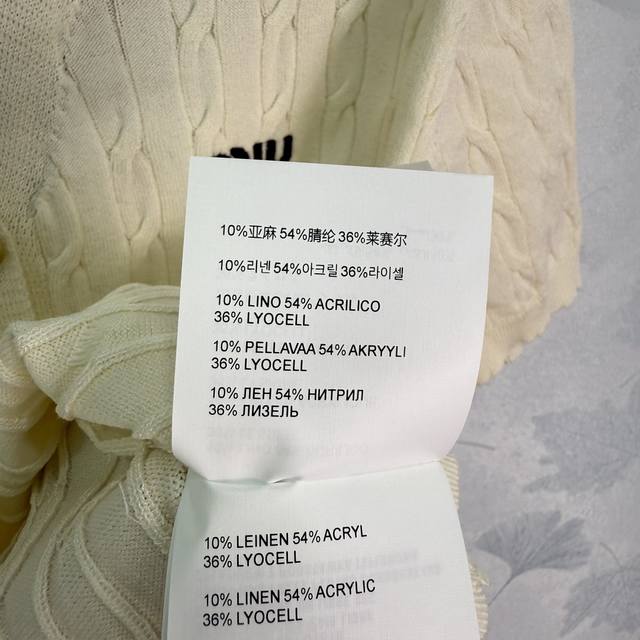 10%亚麻 54%腈纶 36%莱赛尔
10%리넨 54%아크릴 36%라이셀
10% LINO 54% ACRILICO
36% LYOCELL
10% PELLAVAA 54% AKRYYLI
36% LYOCELL
10% ЛЕН 54% НИТРИЛ
36% ЛИЗЕЛЬ
10% LEINEN 54% ACRYL
36% LYOCELL
10% LINEN 54% ACRYLIC
36% LYOCELL